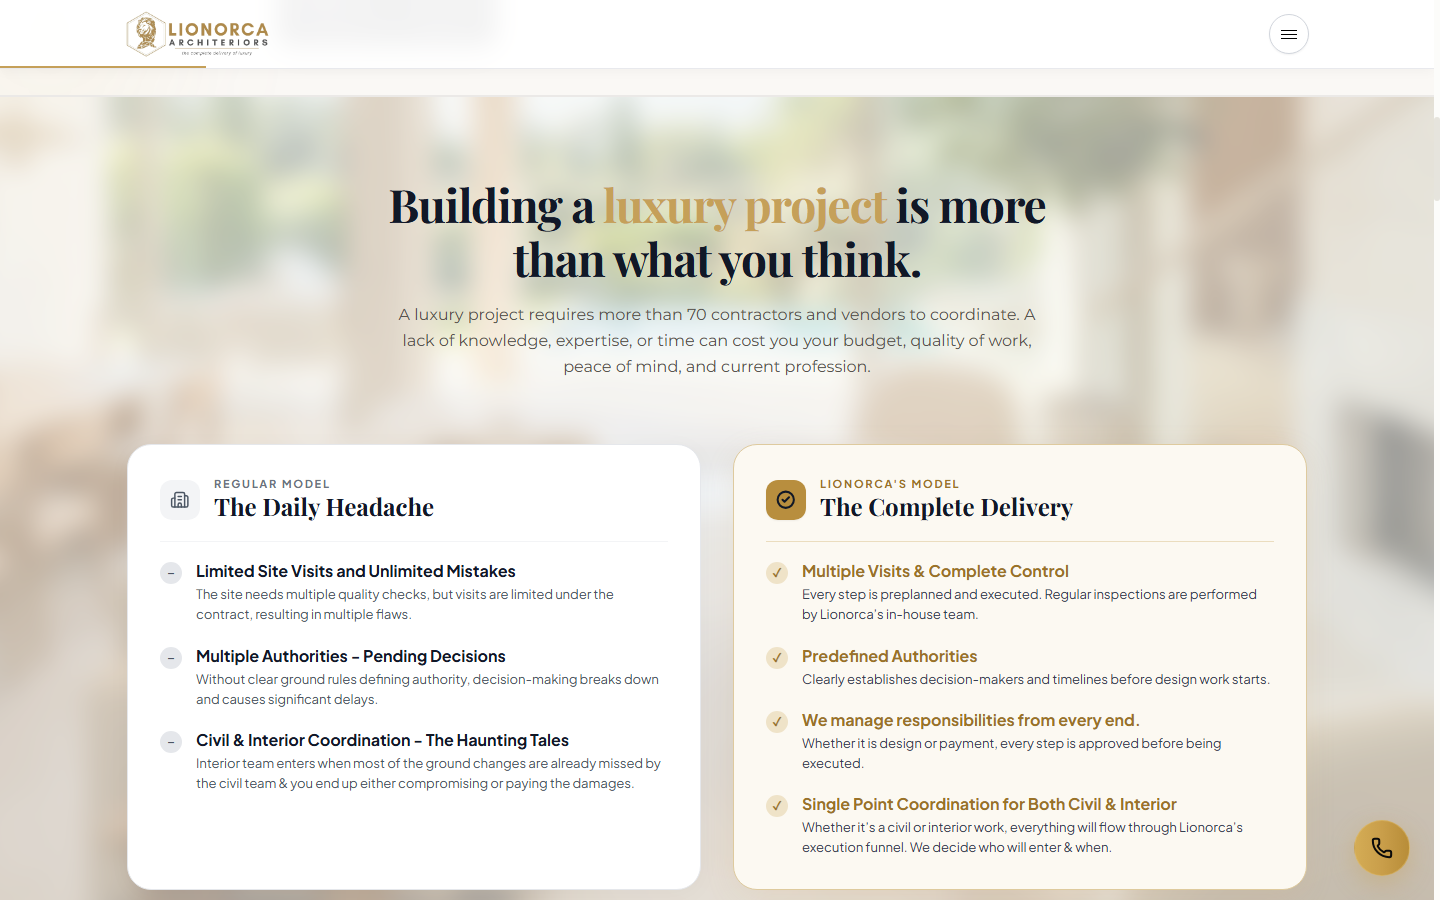 LIONORCA
ARCHITERIORS
the complete delivery of luxury
Building a luxury project is more
than what you think.
A luxury project requires more than 70 contractors and vendors to coordinate. A
lack of knowledge, expertise, or time can cost you your budget, quality of work,
peace of mind, and current profession.
REGULAR MODEL
The Daily Headache
Limited Site Visits and Unlimited Mistakes
The site needs multiple quality checks, but visits are limited under the
contract, resulting in multiple flaws.
Multiple Authorities – Pending Decisions
Without clear ground rules defining authority, decision-making breaks down
and causes significant delays.
Civil & Interior Coordination – The Haunting Tales
Interior team enters when most of the ground changes are already missed by
the civil team & you end up either compromising or paying the damages.
LIONORCA'S MODEL
The Complete Delivery
Multiple Visits & Complete Control
Every step is preplanned and executed. Regular inspections are performed
by Lionorca's in-house team.
Predefined Authorities
Clearly establishes decision-makers and timelines before design work starts.
We manage responsibilities from every end.
Whether it is design or payment, every step is approved before being
executed.
Single Point Coordination for Both Civil & Interior
Whether it's a civil or interior work, everything will flow through Lionorca's
execution funnel. We decide who will enter & when.